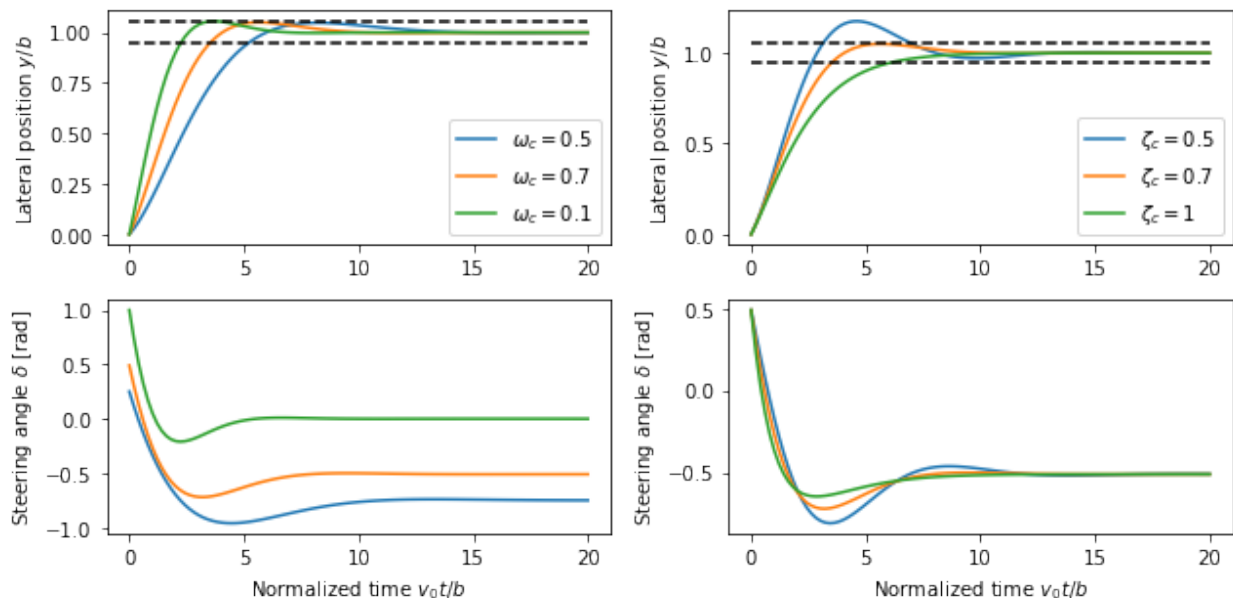 Lateral position y/b
1.00
0.75
0.50
0.25
0.00
ω_c = 0.5
ω_c = 0.7
ω_c = 0.1
0 5 10 15 20
Lateral position y/b
1.0
0.5
0.0
ζ_c = 0.5
ζ_c = 0.7
ζ_c = 1
0 5 10 15 20
Steering angle δ [rad]
1.0
0.5
0.0
−0.5
−1.0
0 5 10 15 20
Normalized time v₀t/b
Steering angle δ [rad]
0.5
0.0
−0.5
0 5 10 15 20
Normalized time v₀t/b